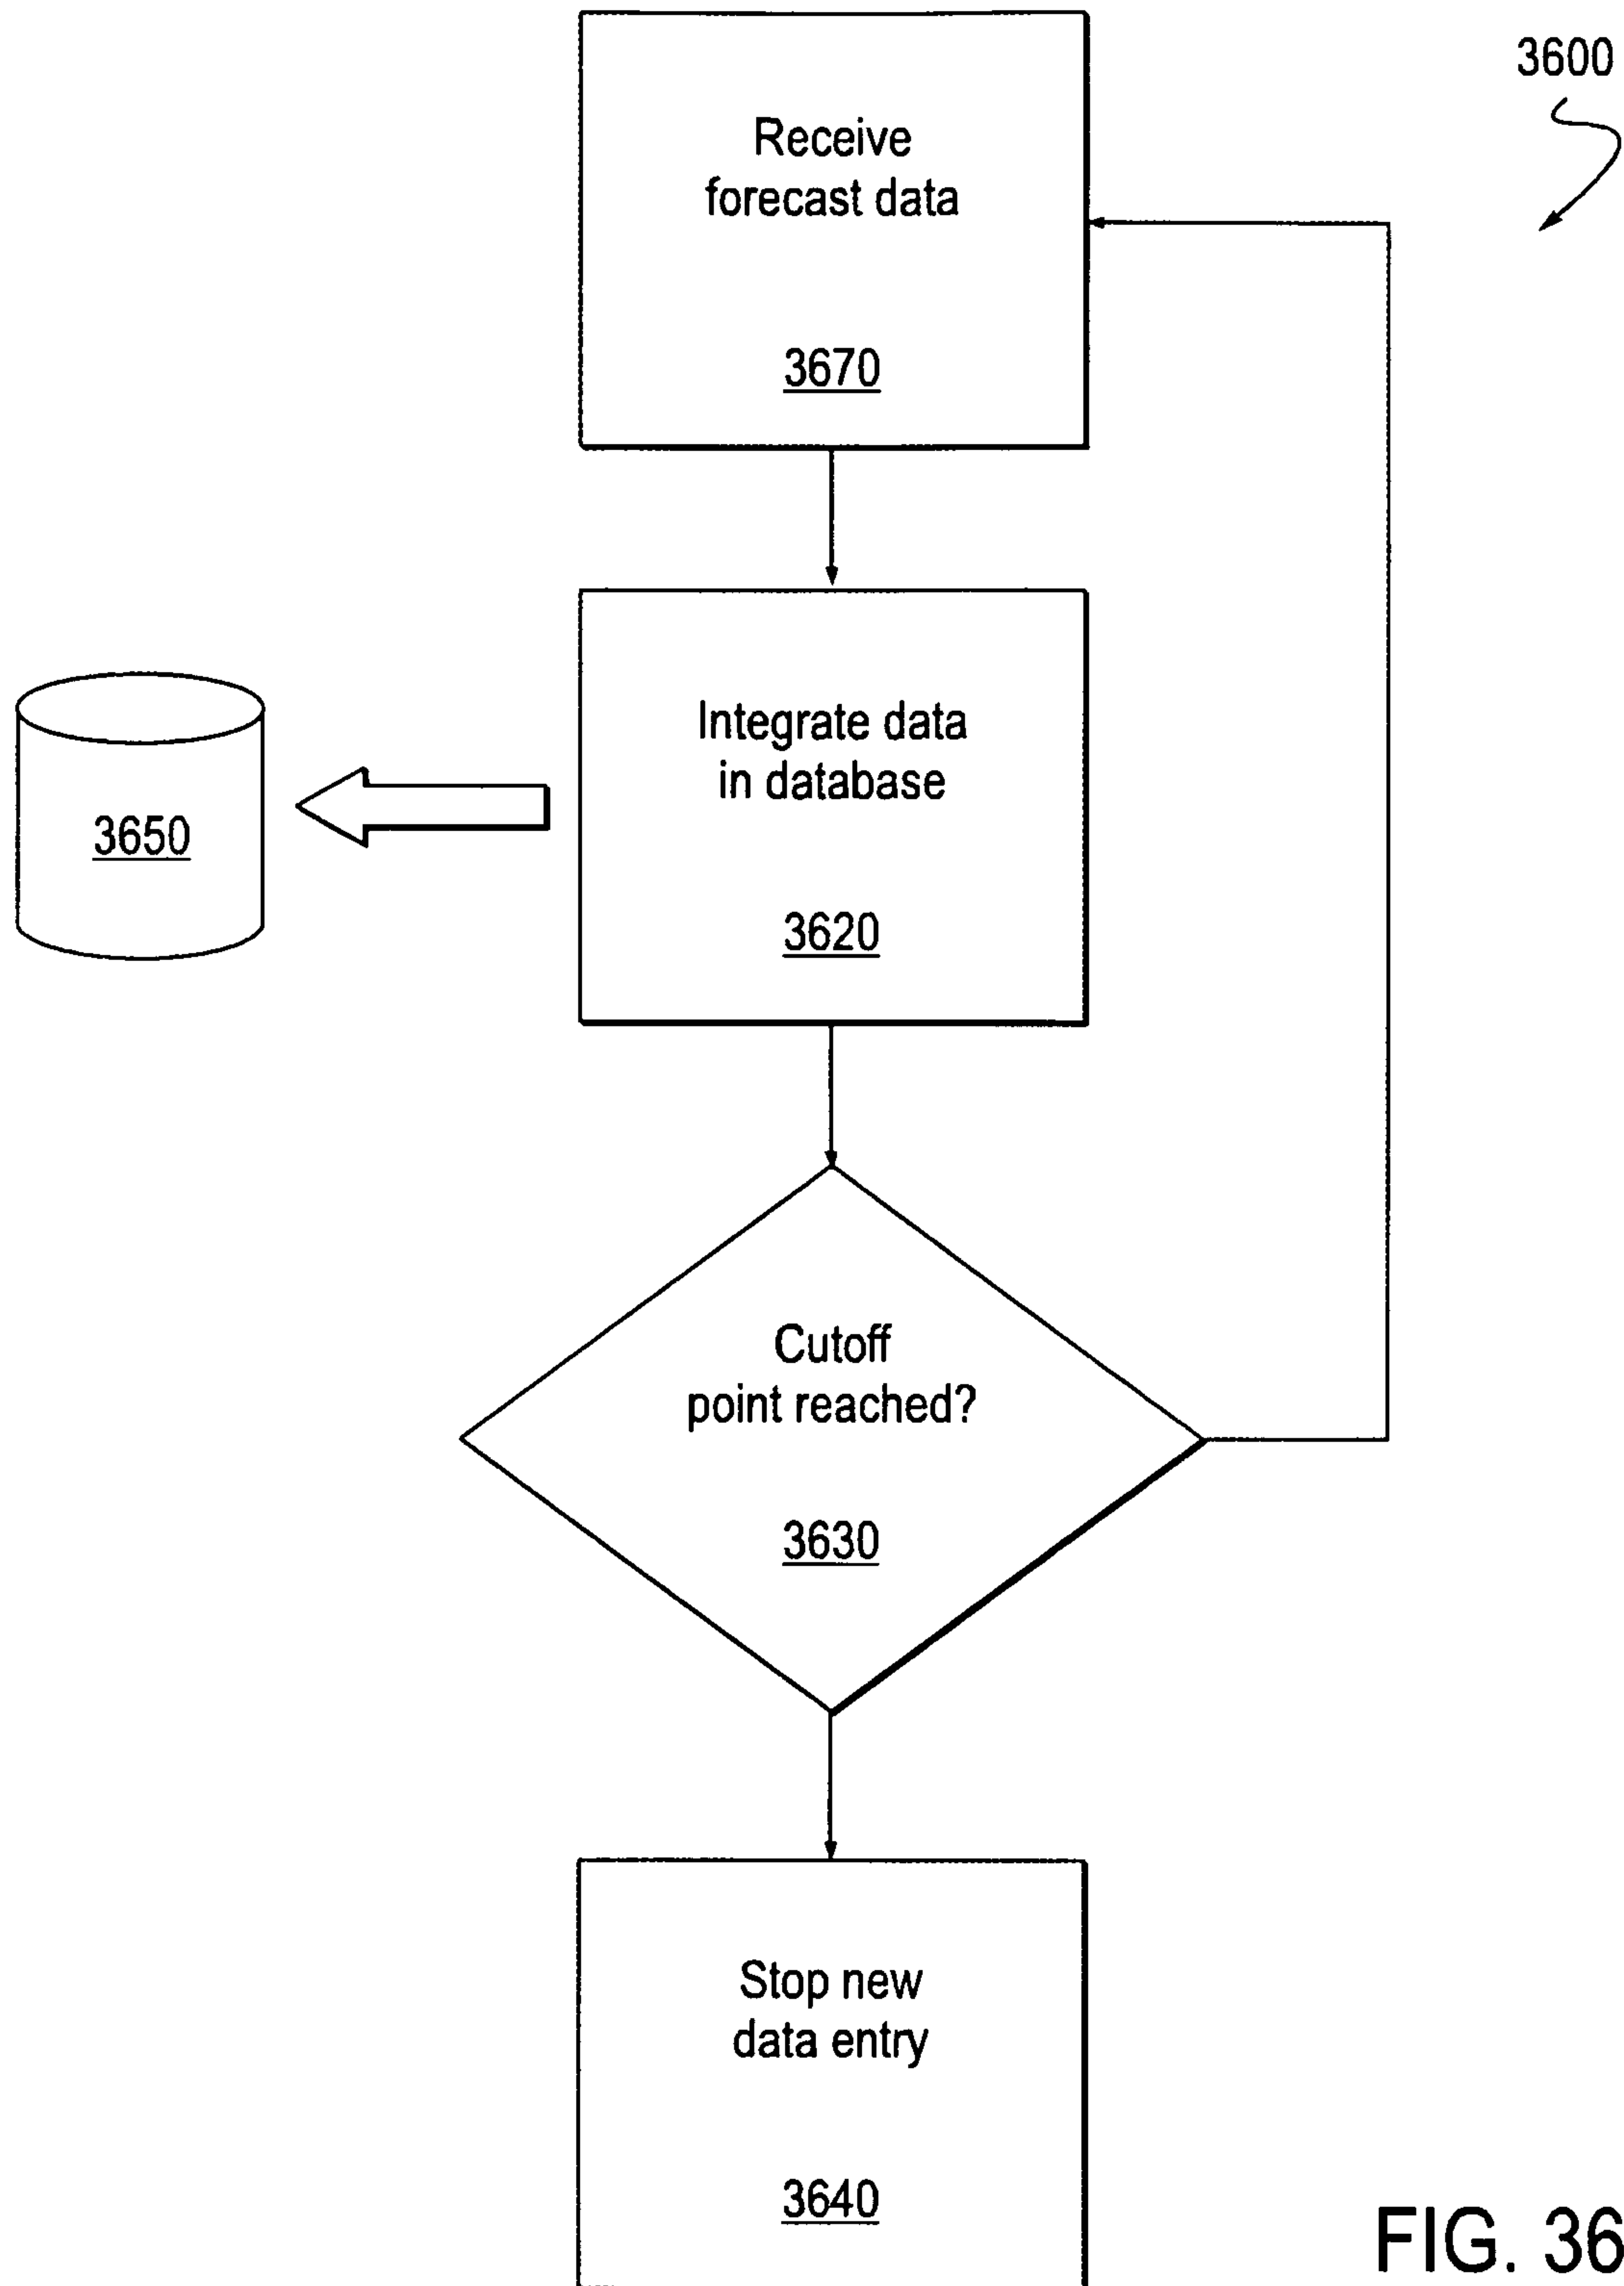 3600
Receive
forecast data
3670
Integrate data
in database
3620
3650
Cutoff
point reached?
3630
Stop new
data entry
3640
FIG. 36